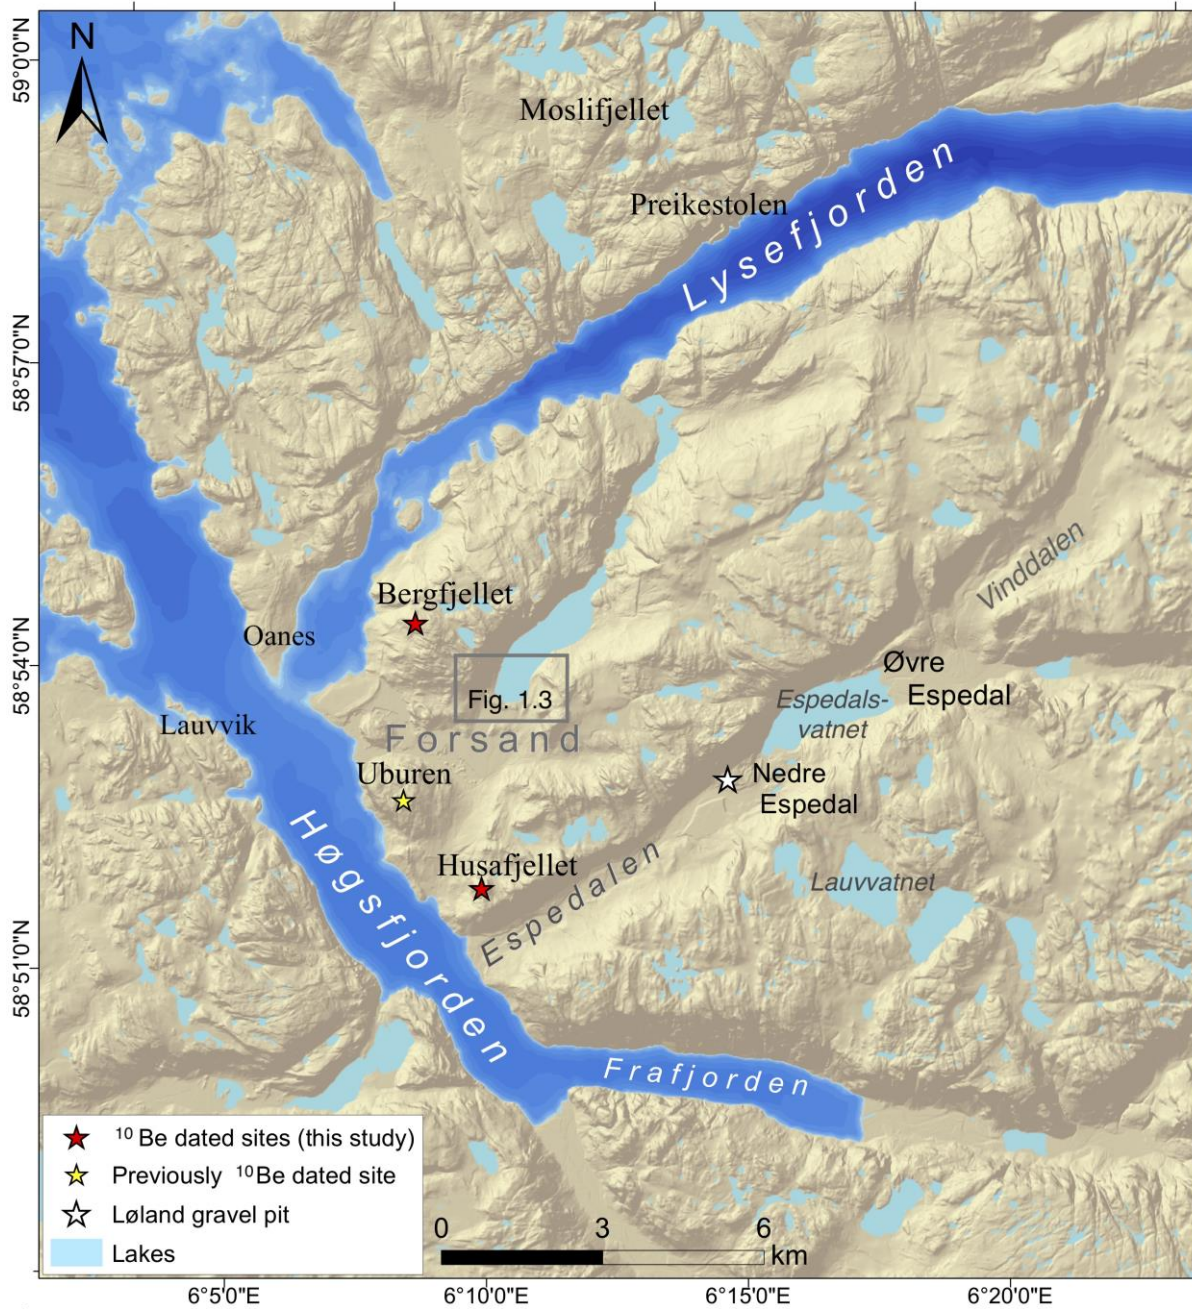 N
59°0'0"N
Moslifjellet
Preikestolen
Lysefjorden
58°57'0"N
Vinddalen
Bergfjellet
Oanes
58°54'0"N
Øvre
Espedal
Fig. 1.3
Espedals-
vatnet
Lauvvik
Forsand
Uburen
Nedre
Espedal
Høgsfjorden
Husafjellet
Lauvvatnet
Espedalen
58°51'0"N
Frafjorden
¹⁰Be dated sites (this study)
Previously ¹⁰Be dated site
Løland gravel pit
Lakes
0 3 6
km
6°5'0"E 6°10'0"E 6°15'0"E 6°20'0"E